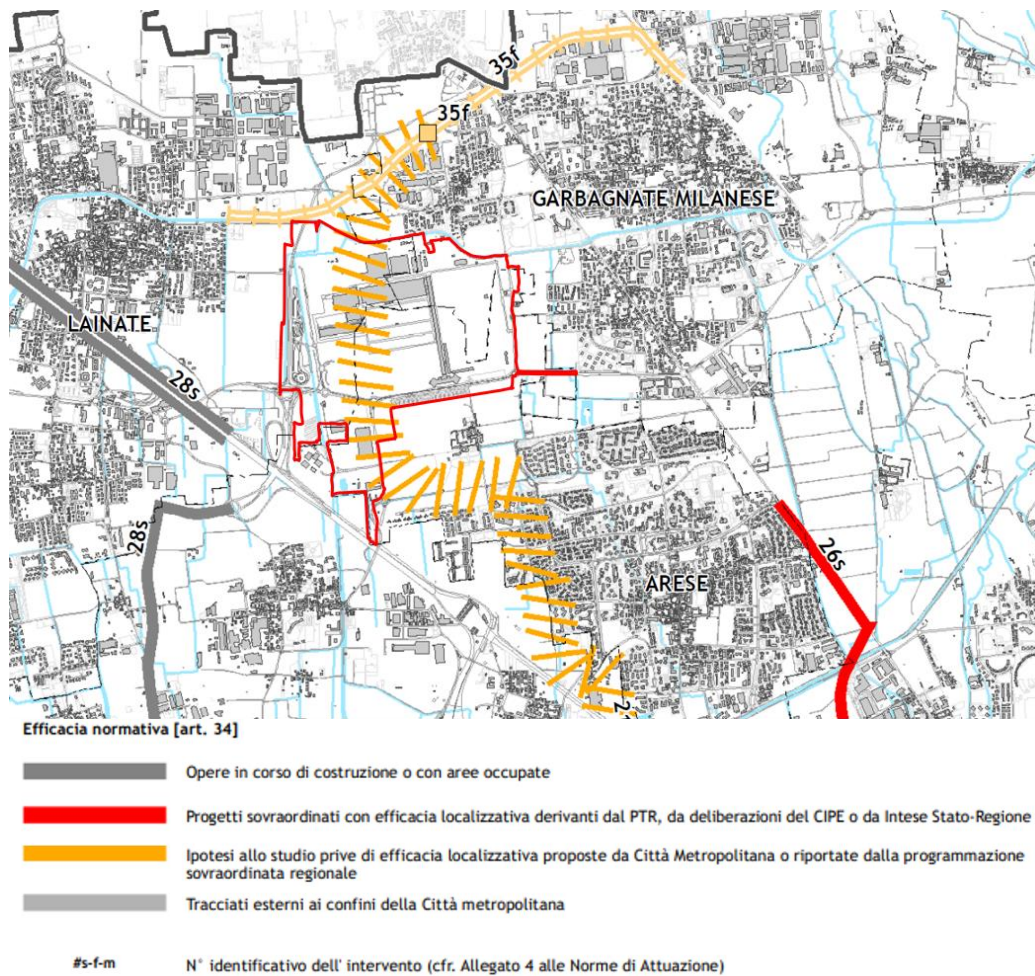 35f
35f
GARBAGNATE MILANESE
LAINATE
28s
28s
26s
ARESE
Efficacia normativa [art. 34]
Opere in corso di costruzione o con aree occupate
Progetti sovraordinati con efficacia localizzativa derivanti dal PTR, da deliberazioni del CIPE o da Intese Stato-Regione
Ipotesi allo studio prive di efficacia localizzativa proposte da Città Metropolitana o riportate dalla programmazione
sovraordinata regionale
Tracciati esterni ai confini della Città metropolitana
#s-f-m N° identificativo dell' intervento (cfr. Allegato 4 alle Norme di Attuazione)